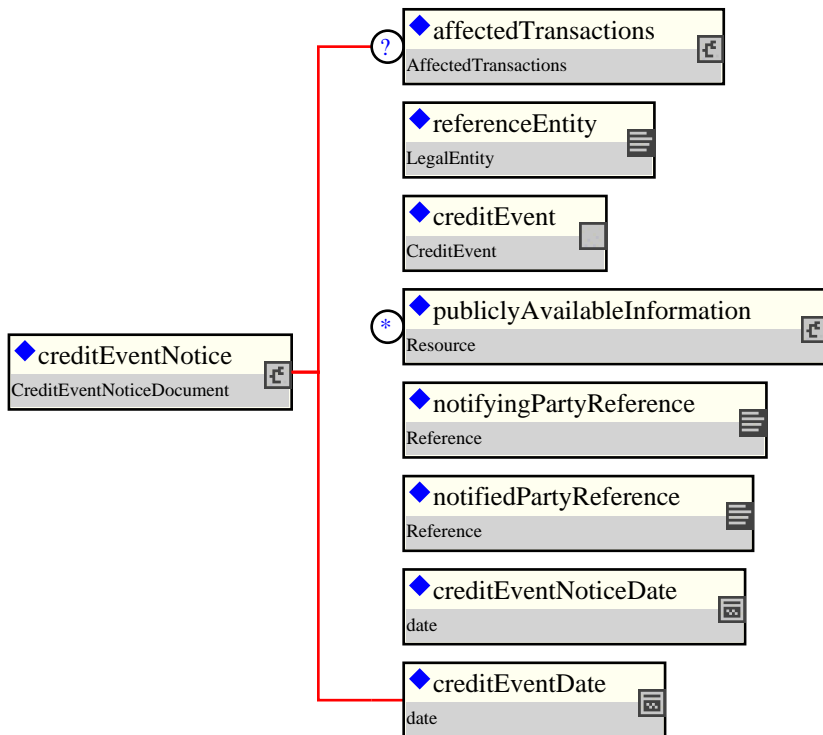 affectedTransactions
?
AffectedTransactions
referenceEntity
LegalEntity
creditEvent
CreditEvent
publiclyAvailableInformation
*
Resource
creditEventNotice
CreditEventNoticeDocument
notifyingPartyReference
Reference
notifiedPartyReference
Reference
creditEventNoticeDate
date
creditEventDate
date